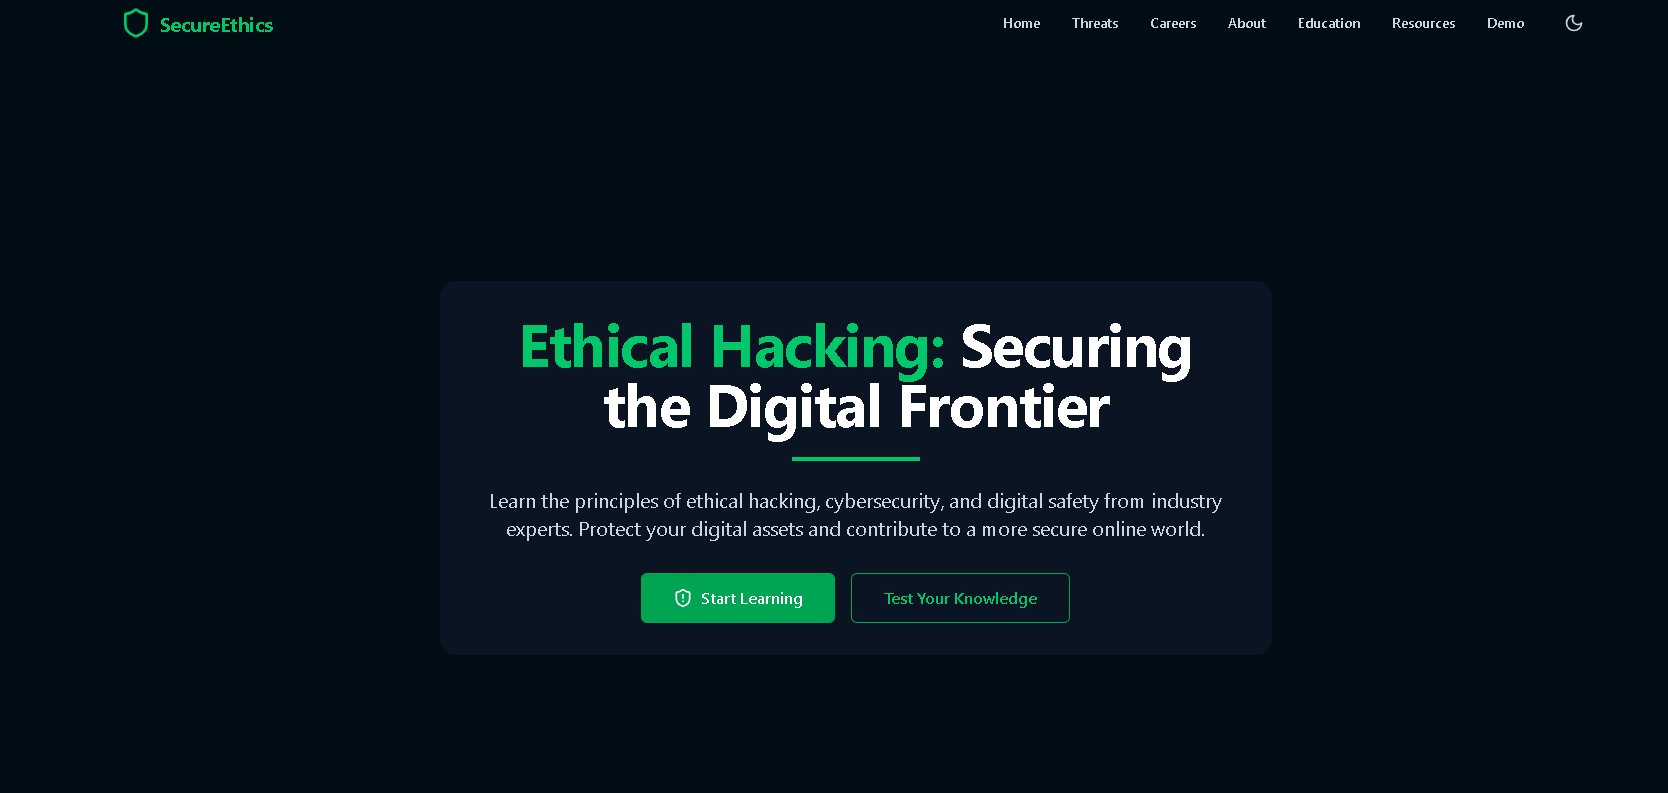 SecureEthics
Home Threats Careers About Education Resources Demo
Ethical Hacking: Securing
the Digital Frontier
Learn the principles of ethical hacking, cybersecurity, and digital safety from industry
experts. Protect your digital assets and contribute to a more secure online world.
Start Learning
Test Your Knowledge